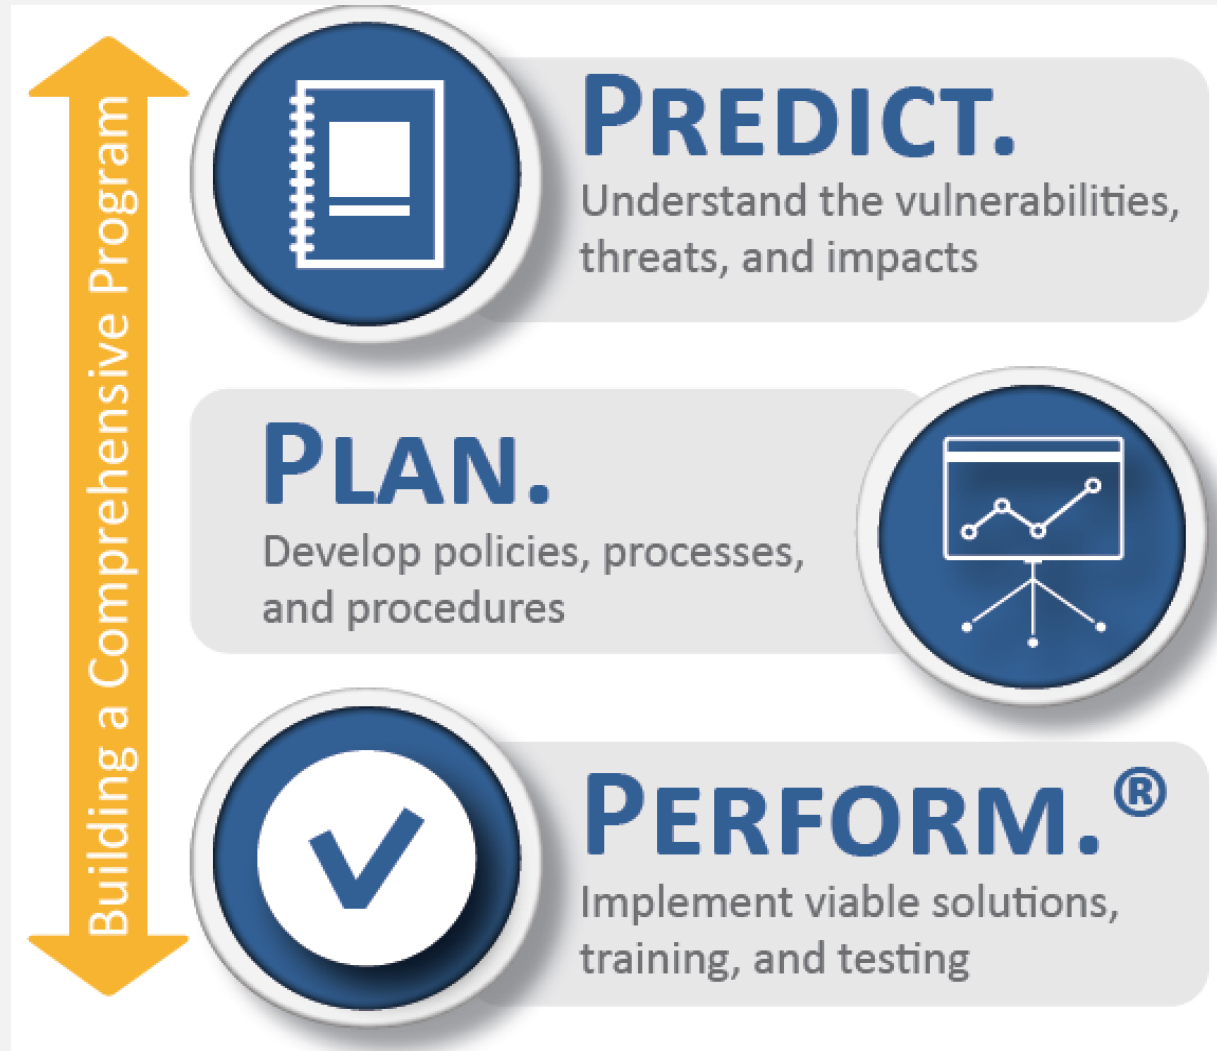 Building a Comprehensive Program
PREDICT.
Understand the vulnerabilities,
threats, and impacts
PLAN.
Develop policies, processes,
and procedures
PERFORM.®
Implement viable solutions,
training, and testing